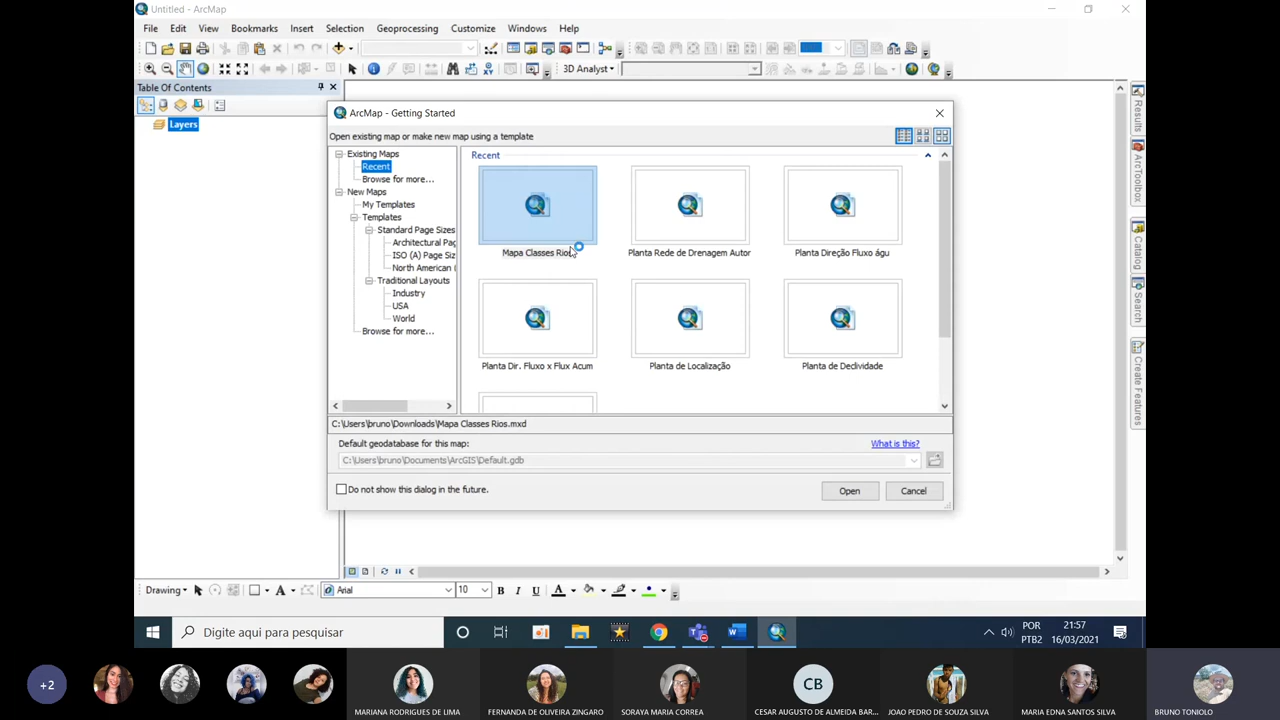 Untitled - ArcMap
File Edit View Bookmarks Insert Selection Geoprocessing Customize Windows Help
3D Analyst
Table Of Contents
Layers
ArcMap - Getting Started
Open existing map or make new map using a template
Existing Maps
Recent
Browse for more...
New Maps
My Templates
Templates
Standard Page Sizes
Architectural Pag
ISO (A) Page Siz
North American (
Traditional Layouts
Industry
USA
World
Browse for more...
Recent
Mapa Classes Rios
Planta Rede de Drenagem Autor
Planta Direção Fluxo águ
Planta Dir. Fluxo x Flux Acum
Planta de Localização
Planta de Declividade
C:\Users\bruno\Downloads\Mapa Classes Rios.mxd
Default geodatabase for this map:
What is this?
C:\Users\bruno\Documents\ArcGIS\Default.gdb
Do not show this dialog in the future.
Open
Cancel
Results
ArcToolbox
Catalog
Search
Create Features
Drawing
A
Arial
10
B I U A
Digite aqui para pesquisar
POR
PTB2
21:57
16/03/2021
+2
MARIANA RODRIGUES DE LIMA
FERNANDA DE OLIVEIRA ZINGARO
SORAYA MARIA CORREA
CB
CESAR AUGUSTO DE ALMEIDA BAR...
JOAO PEDRO DE SOUZA SILVA
MARIA EDNA SANTOS SILVA
BRUNO TONIOLO